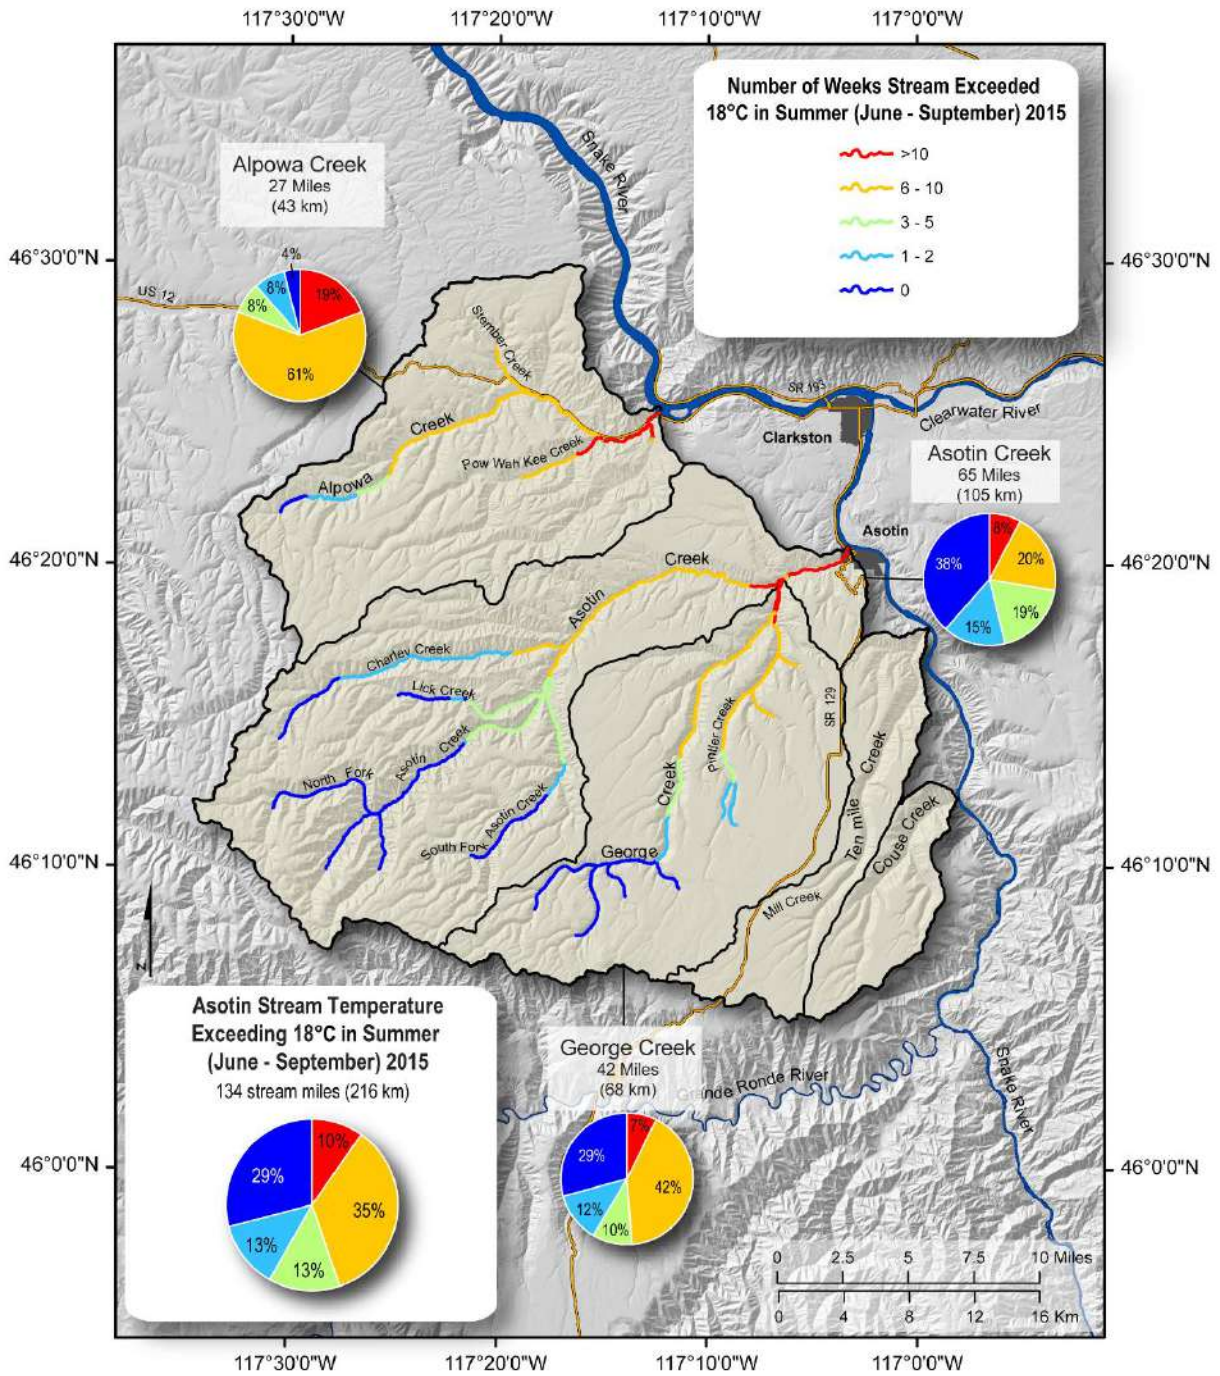 117°30'0"W
117°20'0"W
117°10'0"W
117°0'0"W
Number of Weeks Stream Exceeded
18°C in Summer (June - Suptember) 2015
>10
6 - 10
3 - 5
1 - 2
0
Snake River
Alpowa Creek
27 Miles
(43 km)
46°30'0"N
46°30'0"N
4%
8%
8%
19%
61%
US 12
Stember Creek
SR 193
Clearwater River
Clarkston
Creek
Pow Wah Kee Creek
Alpowa
Asotin Creek
65 Miles
(105 km)
Asotin
8%
20%
19%
15%
38%
46°20'0"N
46°20'0"N
Creek
Asotin
Charley Creek
Lick Creek
Asotin Creek
North Fork
Asotin Creek
South Fork
Pintler Creek
Creek
George
SR 129
Creek
Ten mile
Couse Creek
Mill Creek
46°10'0"N
46°10'0"N
N
Asotin Stream Temperature
Exceeding 18°C in Summer
(June - September) 2015
134 stream miles (216 km)
10%
35%
13%
13%
29%
George Creek
42 Miles
(68 km)
7%
42%
10%
12%
29%
Grande Ronde River
Snake River
46°0'0"N
46°0'0"N
0 2.5 5 7.5 10 Miles
0 4 8 12 16 Km
117°30'0"W
117°20'0"W
117°10'0"W
117°0'0"W